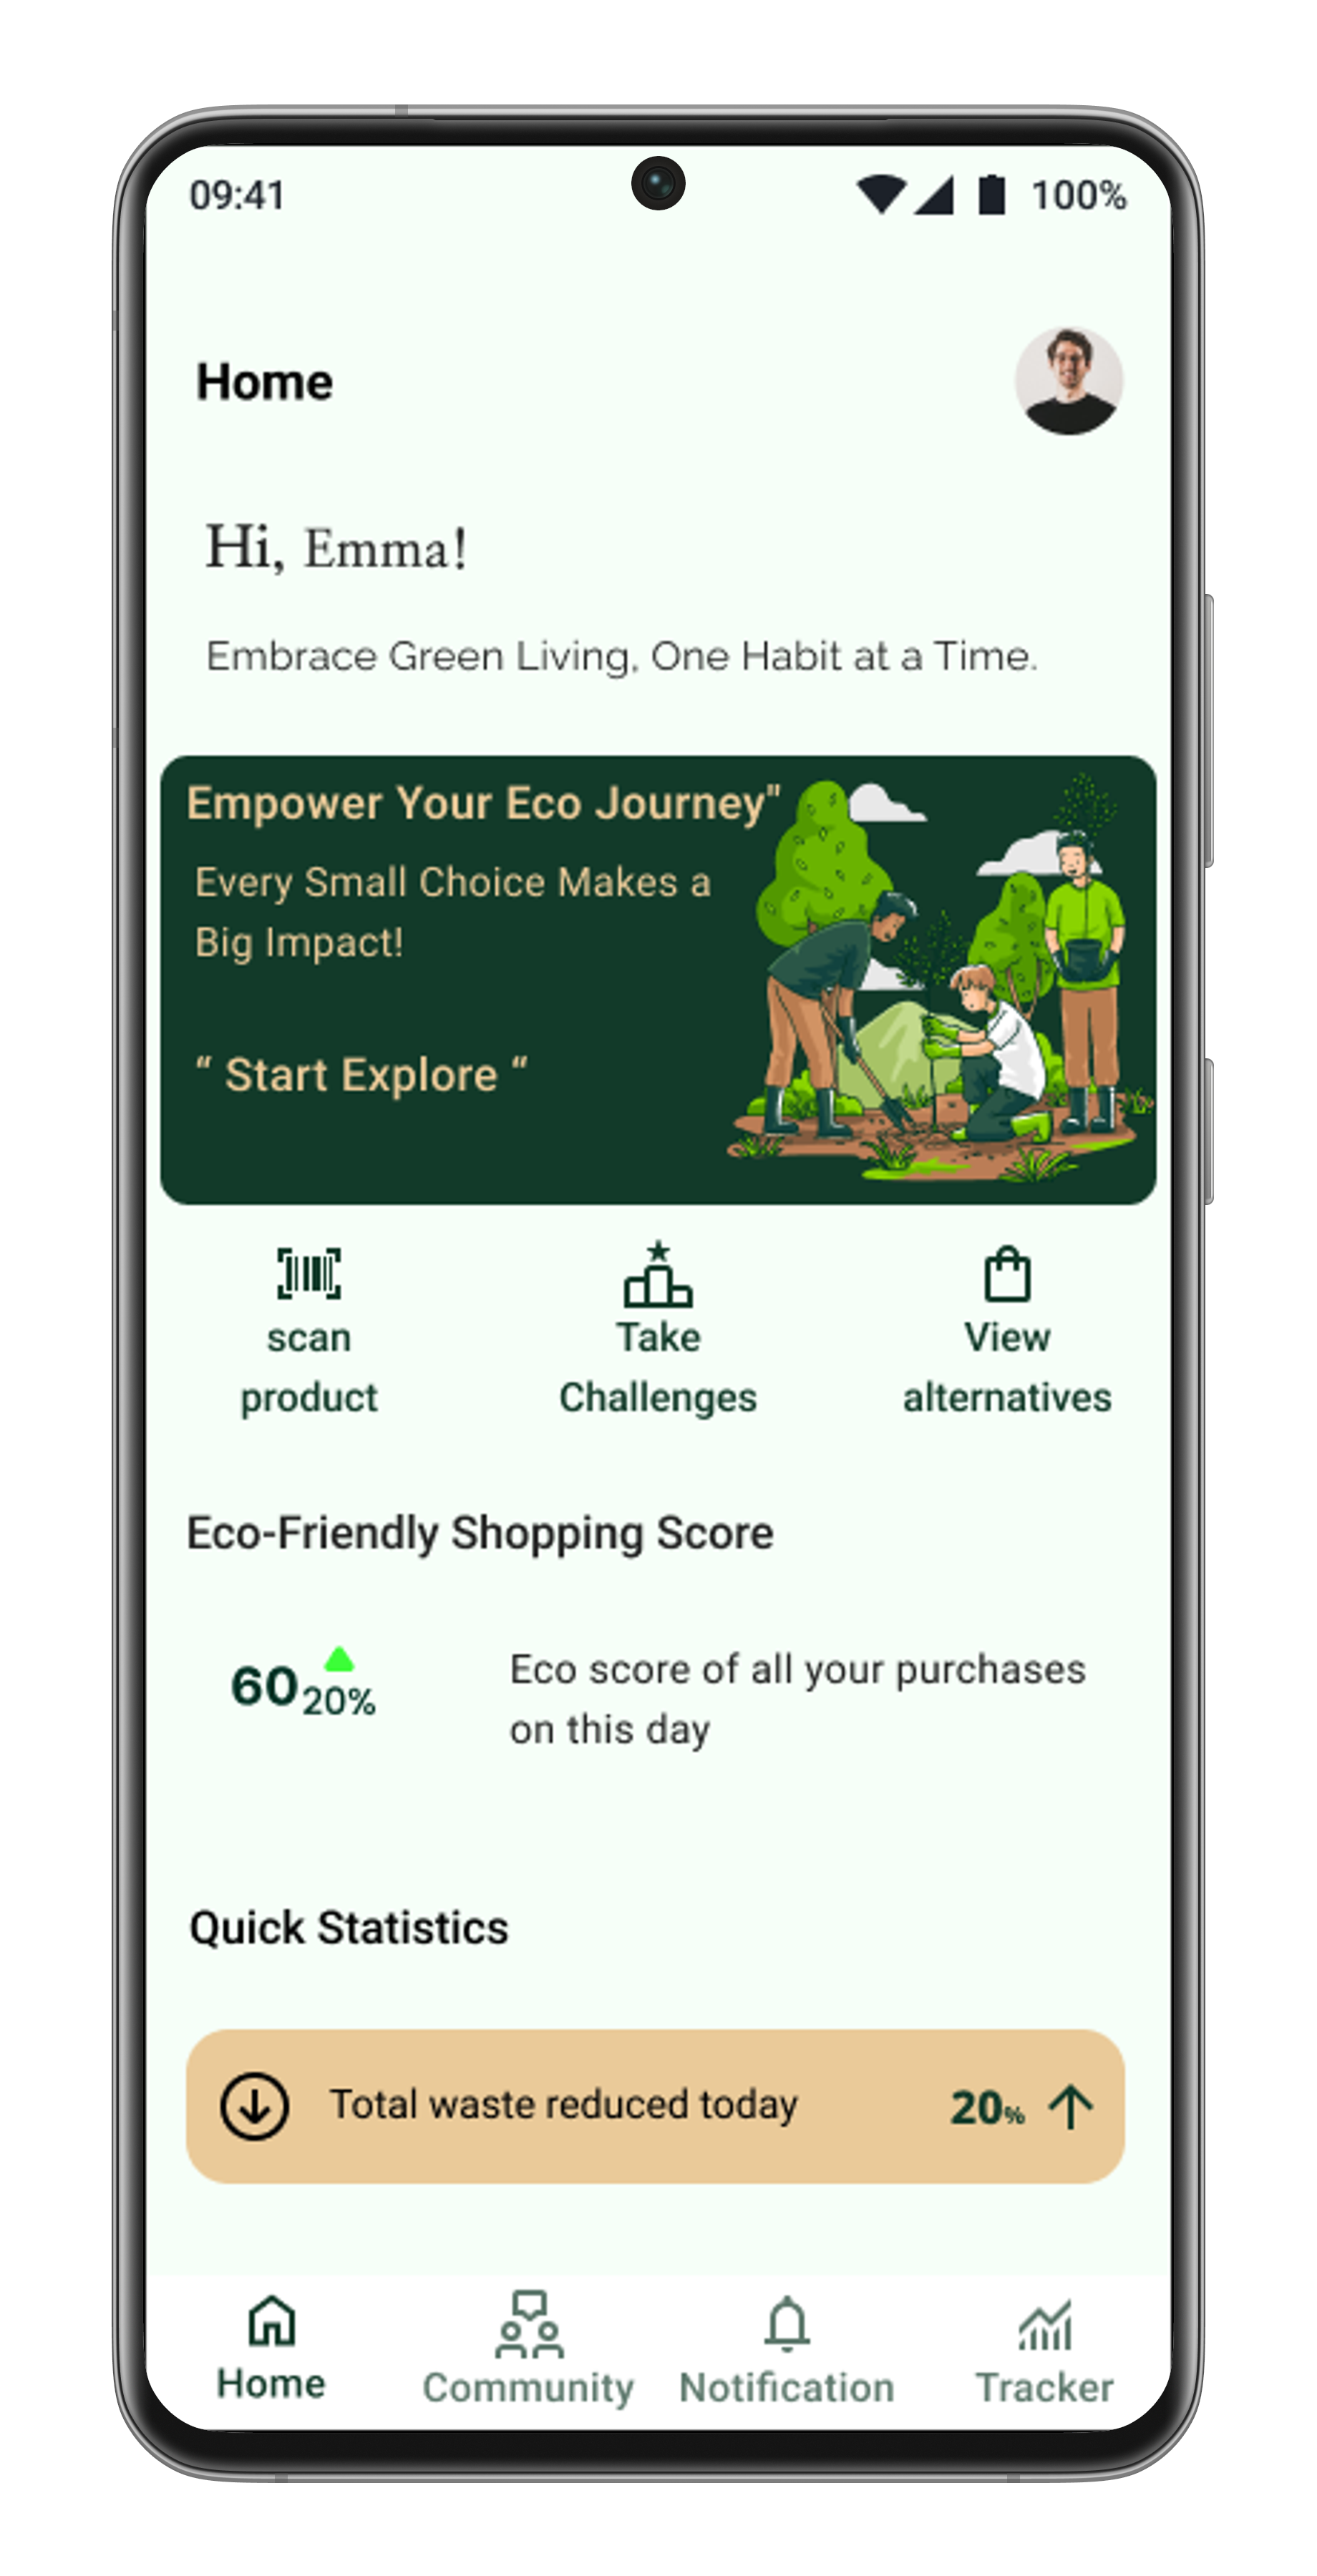 09:41
100%
Home
Hi, Emma!
Embrace Green Living, One Habit at a Time.
Empower Your Eco Journey"
Every Small Choice Makes a
Big Impact!
“ Start Explore “
scan
product
Take
Challenges
View
alternatives
Eco-Friendly Shopping Score
60 20%
Eco score of all your purchases
on this day
Quick Statistics
Total waste reduced today
20%
Home
Community
Notification
Tracker